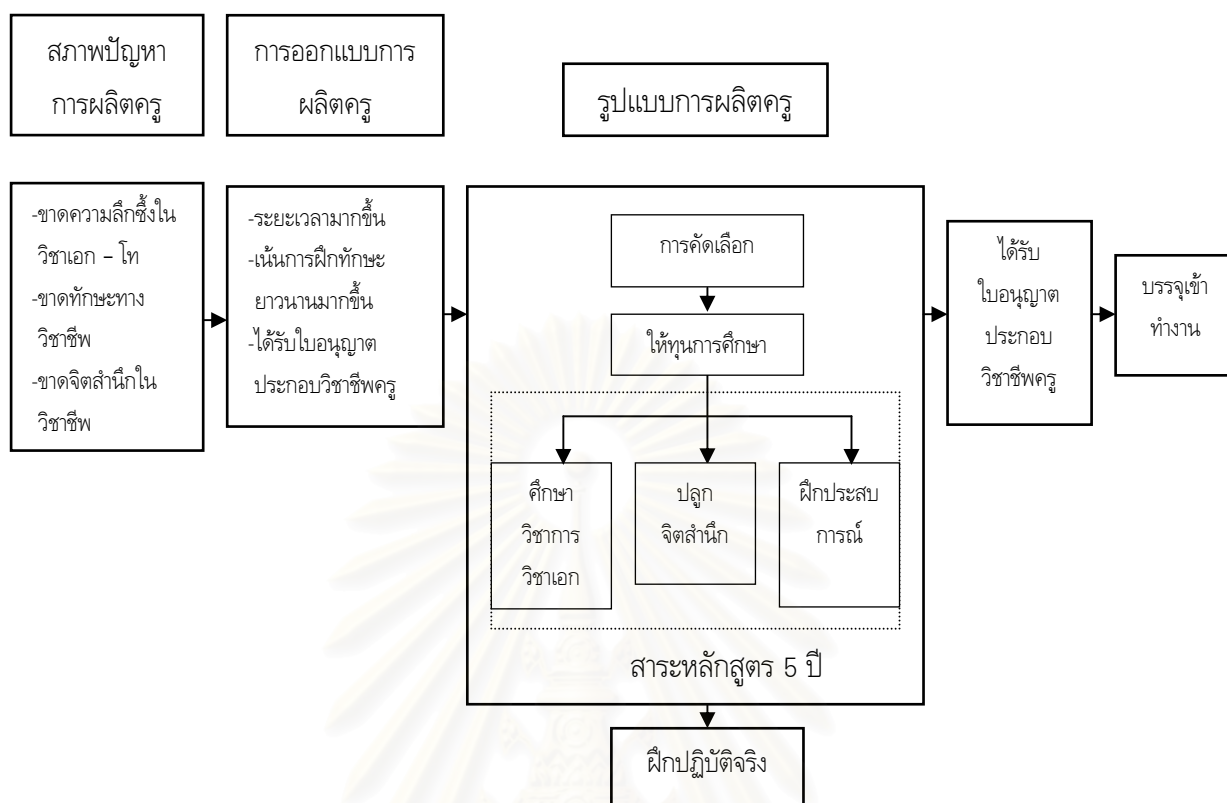 สภาพปัญหา
การผลิตครู
การออกแบบการ
ผลิตครู
รูปแบบการผลิตครู
-ขาดความลึกซึ้งใน
วิชาเอก – โท
-ขาดทักษะทาง
วิชาชีพ
-ขาดจิตสำนึกใน
วิชาชีพ
-ระยะเวลามากขึ้น
-เน้นการฝึกทักษะ
ยาวนานมากขึ้น
-ได้รับใบอนุญาต
ประกอบวิชาชีพครู
การคัดเลือก
ให้ทุนการศึกษา
ศึกษา
วิชาการ
วิชาเอก
ปลูก
จิตสำนึก
ฝึกประสบ
การณ์
สาระหลักสูตร 5 ปี
ฝึกปฏิบัติจริง
ได้รับ
ใบอนุญาต
ประกอบ
วิชาชีพครู
บรรจุเข้า
ทำงาน